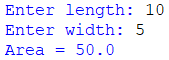 Enter length: 10
Enter width: 5
Area = 50.0